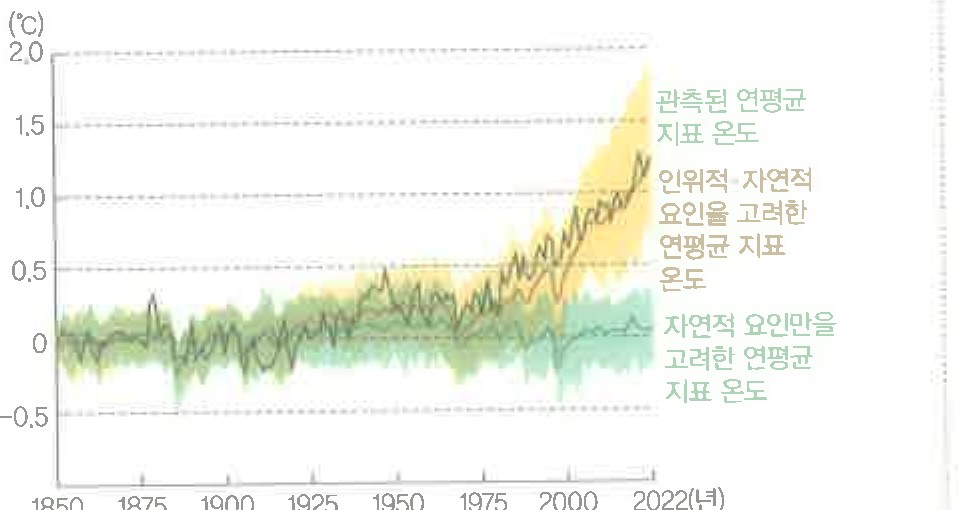 (℃)
2.0
1.5
1.0
0.5
0
-0.5
1850 1875 1900 1925 1950 1975 2000 2022(년)
관측된 연평균
지표 온도
인위적·자연적
요인을 고려한
연평균 지표
온도
자연적 요인만을
고려한 연평균
지표 온도